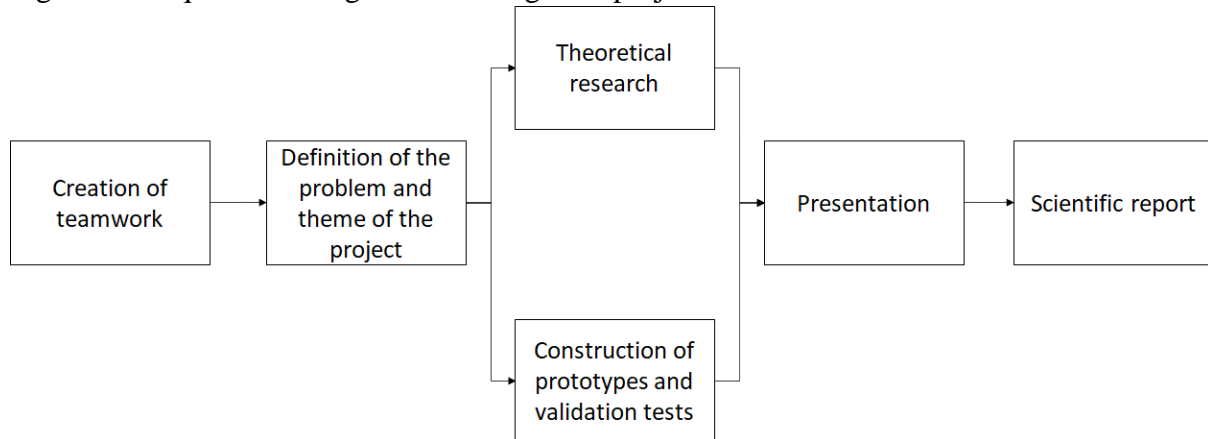 Theoretical
research
Creation of
teamwork
Definition of the
problem and
theme of the
project
Presentation
Scientific report
Construction of
prototypes and
validation tests